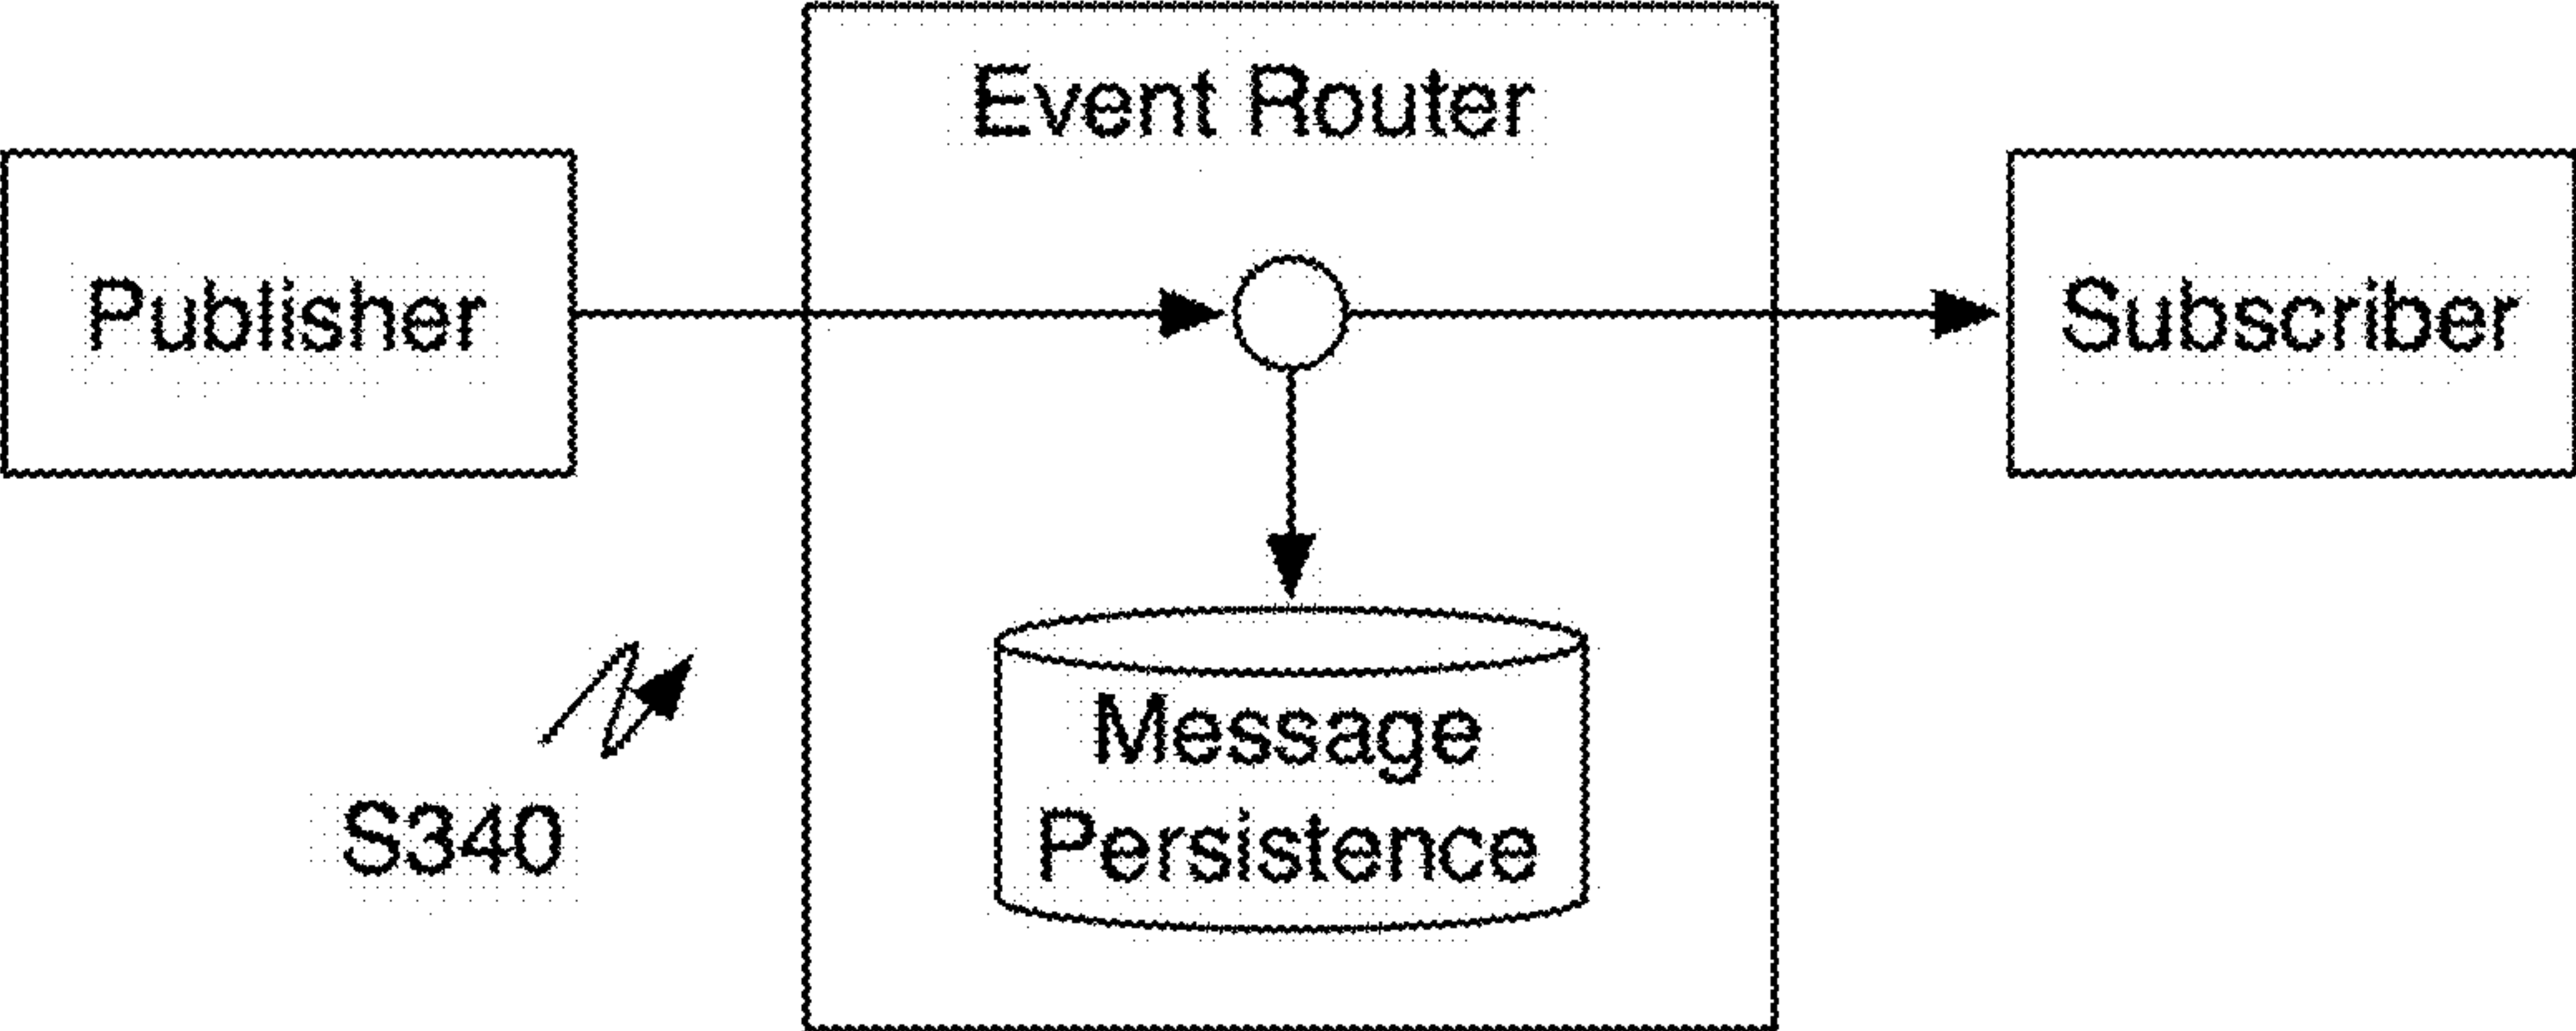 Event Router
Publisher
Subscriber
Message
Persistence
S340